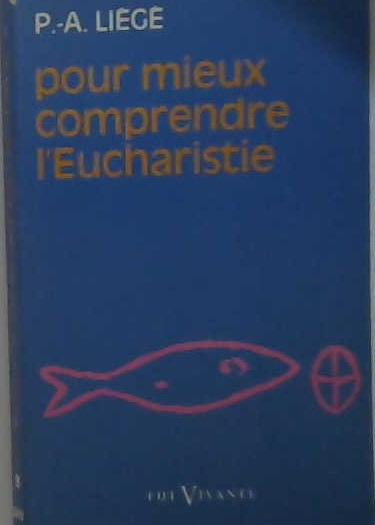 P.-A. LIÉGÉ
pour mieux
comprendre
l'Eucharistie
FOI VIVANTE